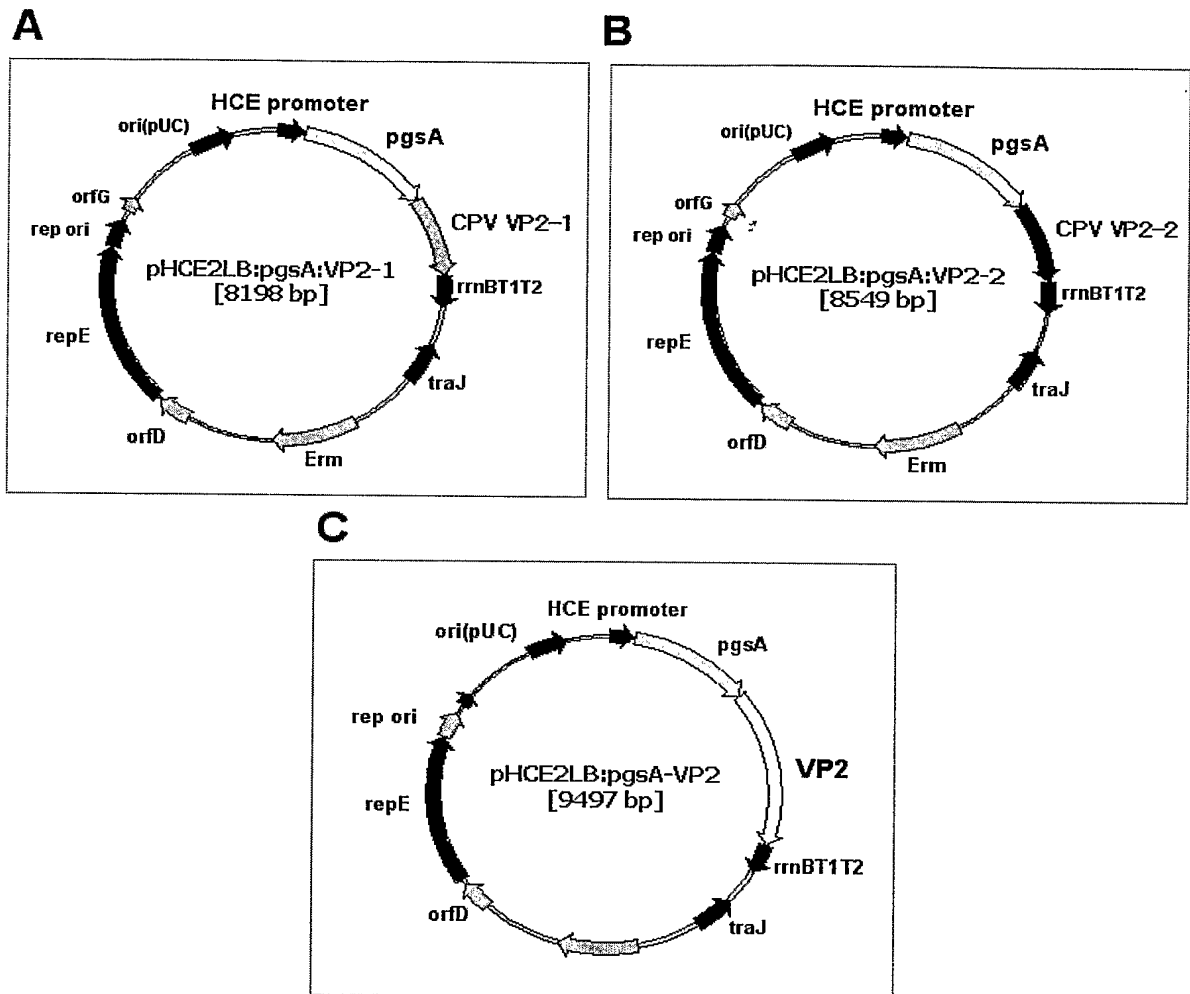 A
HCE promoter
ori(pUC)
pgsA
orfG
CPV VP2-1
rep ori
pHCE2LB:pgsA:VP2-1
[8198 bp]
rrnBT1T2
repE
traJ
orfD
Erm
B
HCE promoter
ori(pUC)
pgsA
orfG
CPV VP2-2
rep ori
pHCE2LB:pgsA:VP2-2
[8549 bp]
rrnBT1T2
repE
traJ
orfD
Erm
C
HCE promoter
ori(pUC)
pgsA
rep ori
pHCE2LB:pgsA-VP2
[9497 bp]
VP2
repE
rrnBT1T2
orfD
traJ